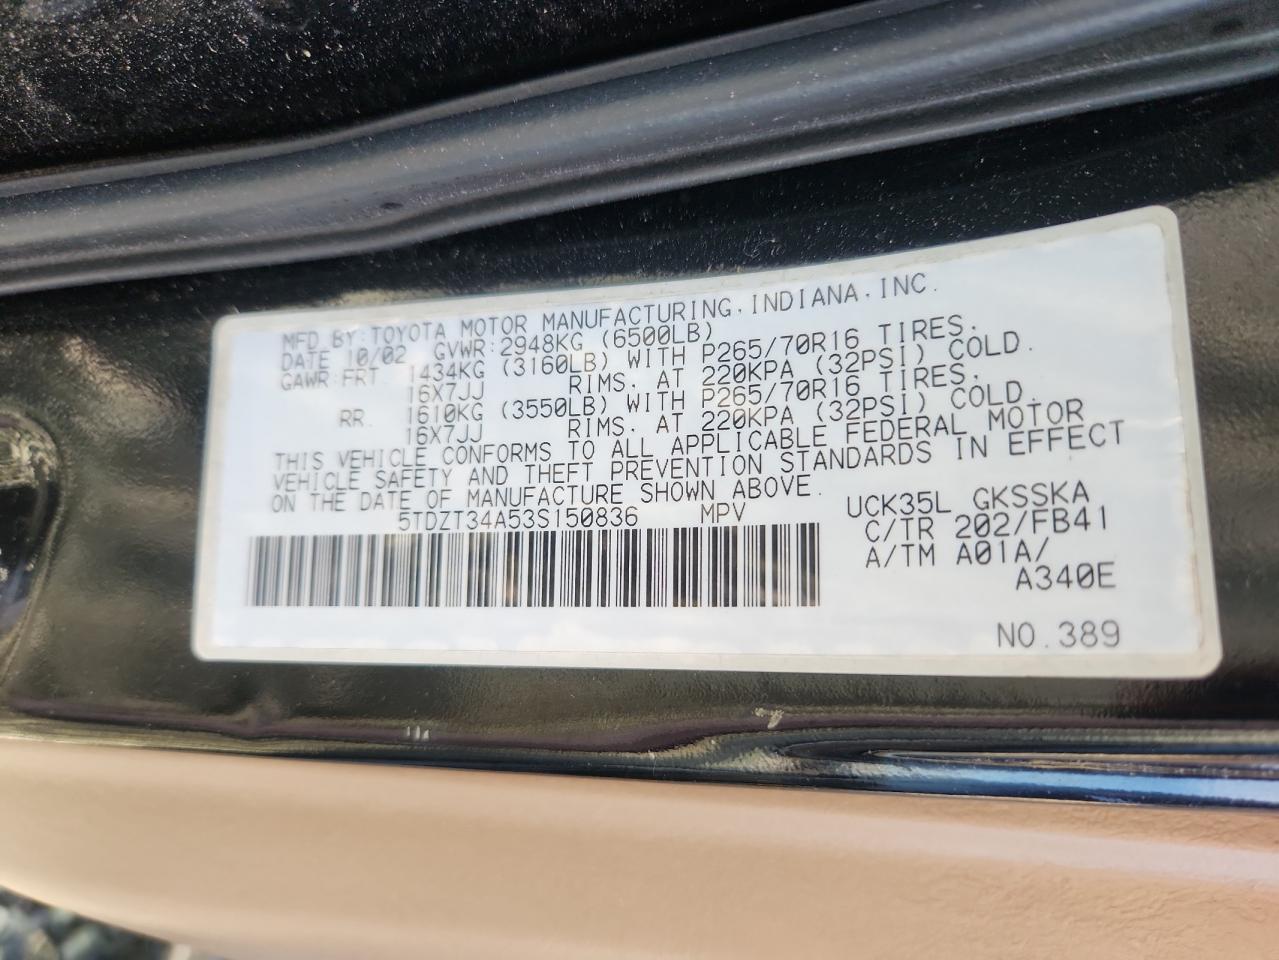 MFD. BY: TOYOTA MOTOR MANUFACTURING, INDIANA, INC.
DATE 10/02 GVWR: 2948KG (6500LB)
GAWR: FRT 1434KG (3160LB) WITH P265/70R16 TIRES.
16X7JJ RIMS. AT 220KPA (32PSI) COLD.
RR. 1610KG (3550LB) WITH P265/70R16 TIRES.
16X7JJ RIMS. AT 220KPA (32PSI) COLD.
THIS VEHICLE CONFORMS TO ALL APPLICABLE FEDERAL MOTOR
VEHICLE SAFETY AND THEFT PREVENTION STANDARDS IN EFFECT
ON THE DATE OF MANUFACTURE SHOWN ABOVE.
5TDZT34A53S150836 MPV
UCK35L GKSSKA
C/TR 202/FB41
A/TM A01A/
A340E
NO.389